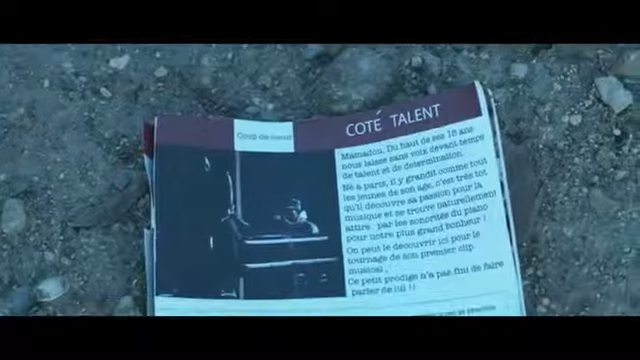 Coup de coeur
COTÉ TALENT
Mamadou. Du haut de ses 15 ans
nous laisse sans voix devant temps
de talent et de determination.
Né a paris, il y grandit comme tout
les jeunes de son age, c'est très tot
qu'il découvre sa passion pour la
musique et se trouve naturellement
attiré par les sonorités du piano
pour notre plus grand bonheur !
On peut le découvrir ici pour le
tournage de son premier clip
musical .
Ce petit prodige n'a pas fini de faire
parler de lui !!